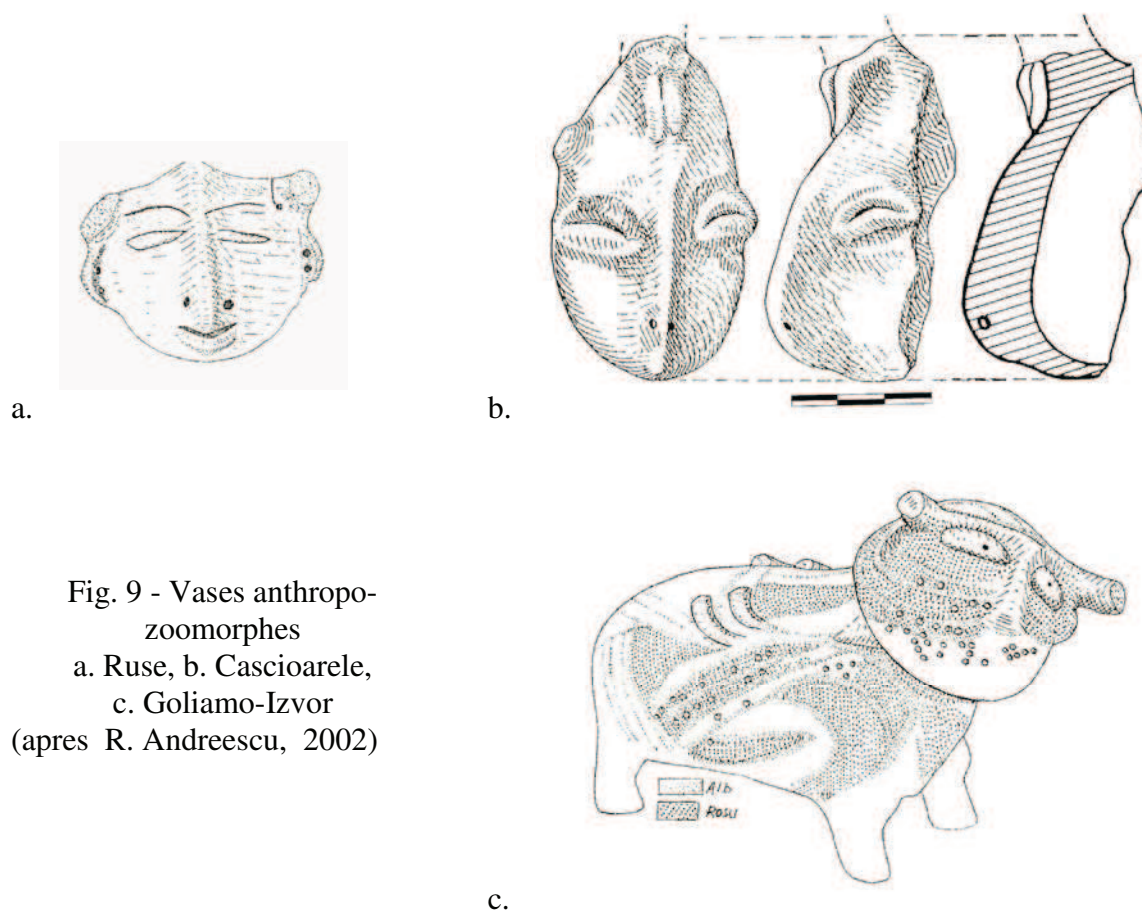 a.
b.
Fig. 9 - Vases anthropo-
zoomorphes
a. Ruse, b. Cascioarele,
c. Goliamo-Izvor
(apres R. Andreescu, 2002)
Alb
Rosu
c.